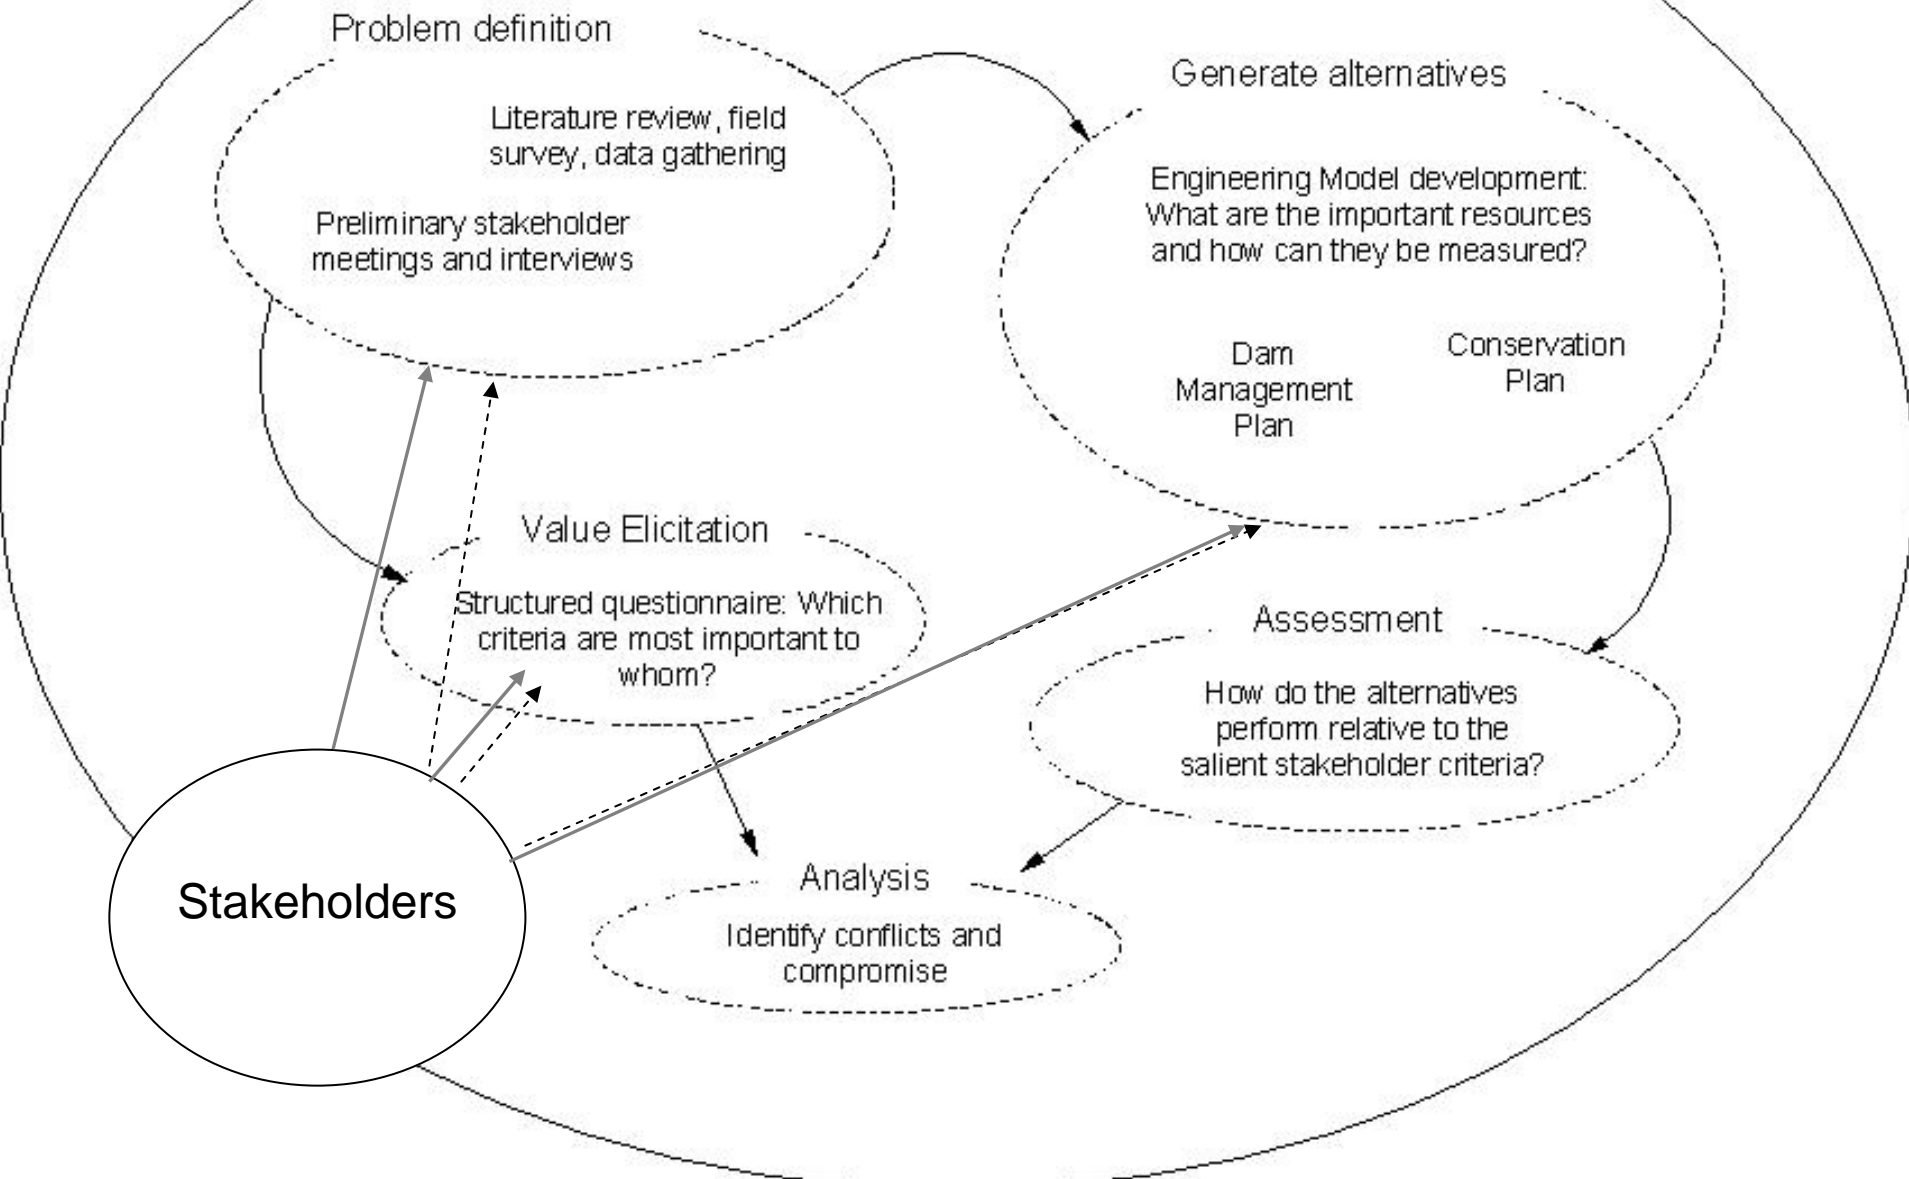 Problem definition
Literature review, field
survey, data gathering
Preliminary stakeholder
meetings and interviews
Generate alternatives
Engineering Model development:
What are the important resources
and how can they be measured?
Dam
Management
Plan
Conservation
Plan
Value Elicitation
Structured questionnaire: Which
criteria are most important to
whom?
Assessment
How do the alternatives
perform relative to the
salient stakeholder criteria?
Stakeholders
Analysis
Identify conflicts and
compromise